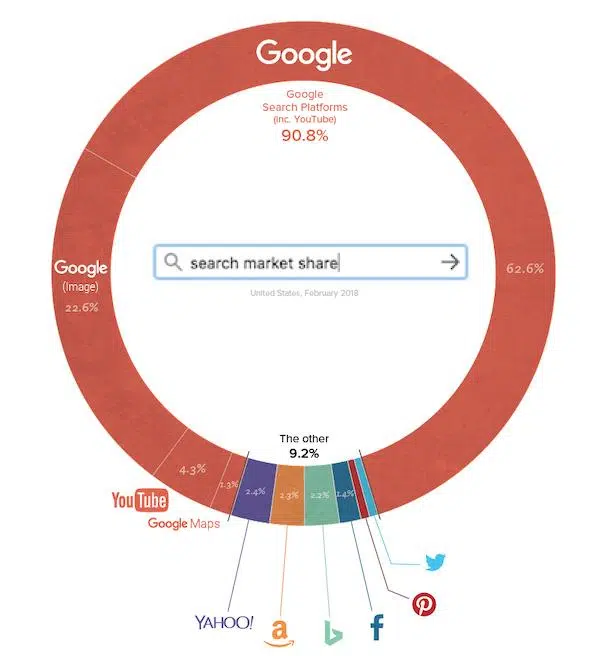 Google
Google
Search Platforms
(inc. YouTube)
90.8%
search market share
United States, February 2018
62.6%
Google
(Image)
22.6%
The other
9.2%
4.3%
1.3%
2.4%
2.3%
2.2%
1.4%
YouTube
Google Maps
YAHOO!
a
b
f